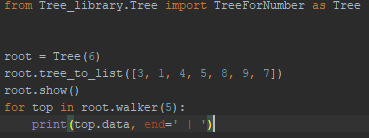 from Tree_library.Tree import TreeForNumber as Tree
root = Tree(6)
root.tree_to_list([3, 1, 4, 5, 8, 9, 7])
root.show()
for top in root.walker(5):
    print(top.data, end=' | ')